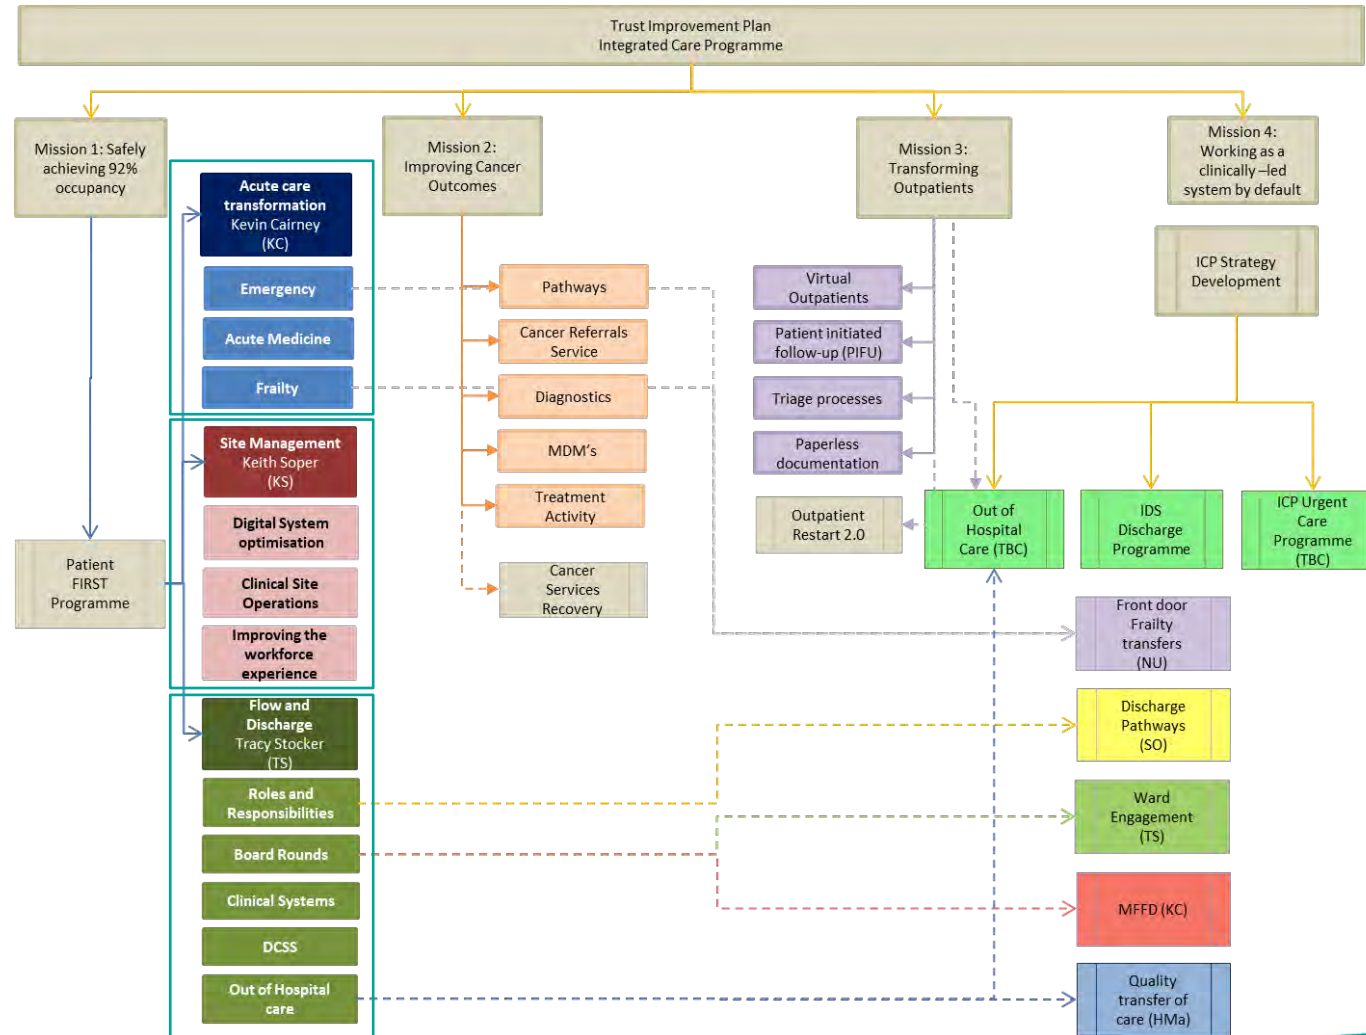 Trust Improvement Plan
Integrated Care Programme
Mission 1: Safely
achieving 92%
occupancy
Mission 2:
Improving Cancer
Outcomes
Mission 3:
Transforming
Outpatients
Mission 4:
Working as a
clinically –led
system by default
Acute care
transformation
Kevin Cairney
(KC)
Emergency
Acute Medicine
Frailty
Site Management
Keith Soper
(KS)
Digital System
optimisation
Clinical Site
Operations
Improving the
workforce
experience
Patient
FIRST
Programme
Flow and
Discharge
Tracy Stocker
(TS)
Roles and
Responsibilities
Board Rounds
Clinical Systems
DCSS
Out of Hospital
care
Pathways
Cancer Referrals
Service
Diagnostics
MDM's
Treatment
Activity
Cancer
Services
Recovery
Virtual
Outpatients
Patient initiated
follow-up (PIFU)
Triage processes
Paperless
documentation
Outpatient
Restart 2.0
ICP Strategy
Development
Out of
Hospital
Care (TBC)
IDS
Discharge
Programme
ICP Urgent
Care
Programme
(TBC)
Front door
Frailty
transfers
(NU)
Discharge
Pathways
(SO)
Ward
Engagement
(TS)
MFFD (KC)
Quality
transfer of
care (HMa)